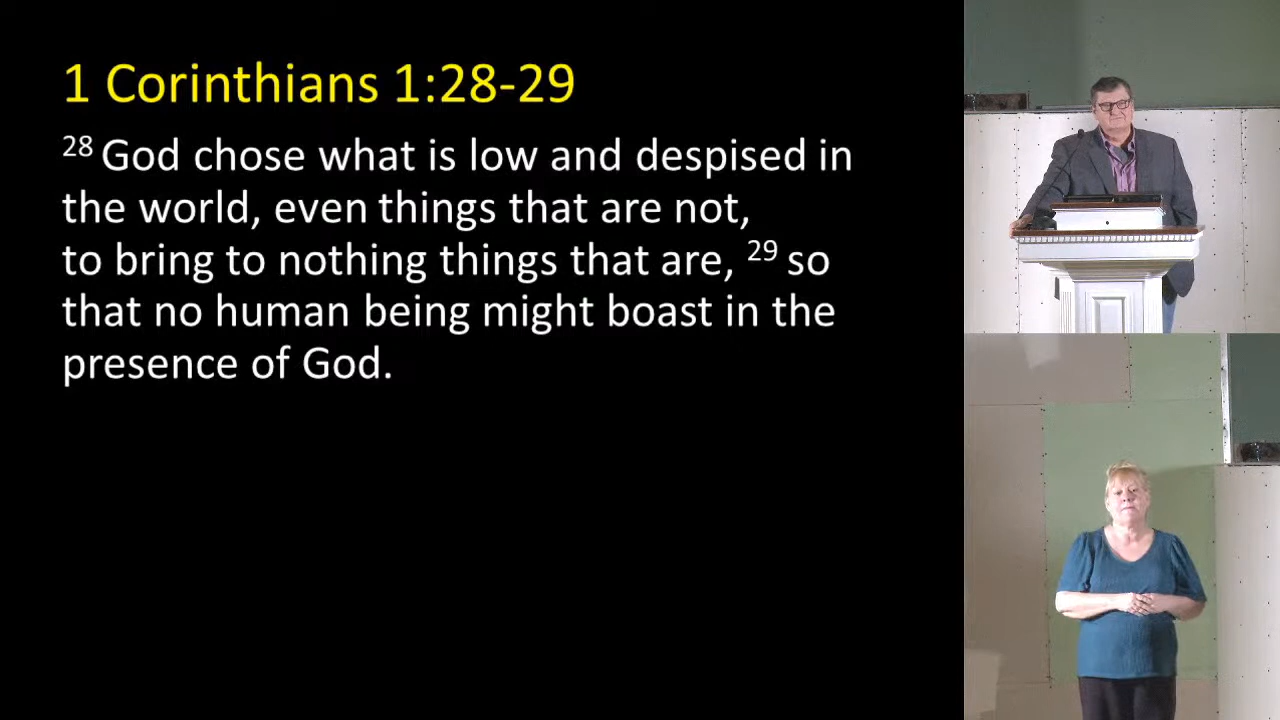 1 Corinthians 1:28-29
28 God chose what is low and despised in
the world, even things that are not,
to bring to nothing things that are, 29 so
that no human being might boast in the
presence of God.